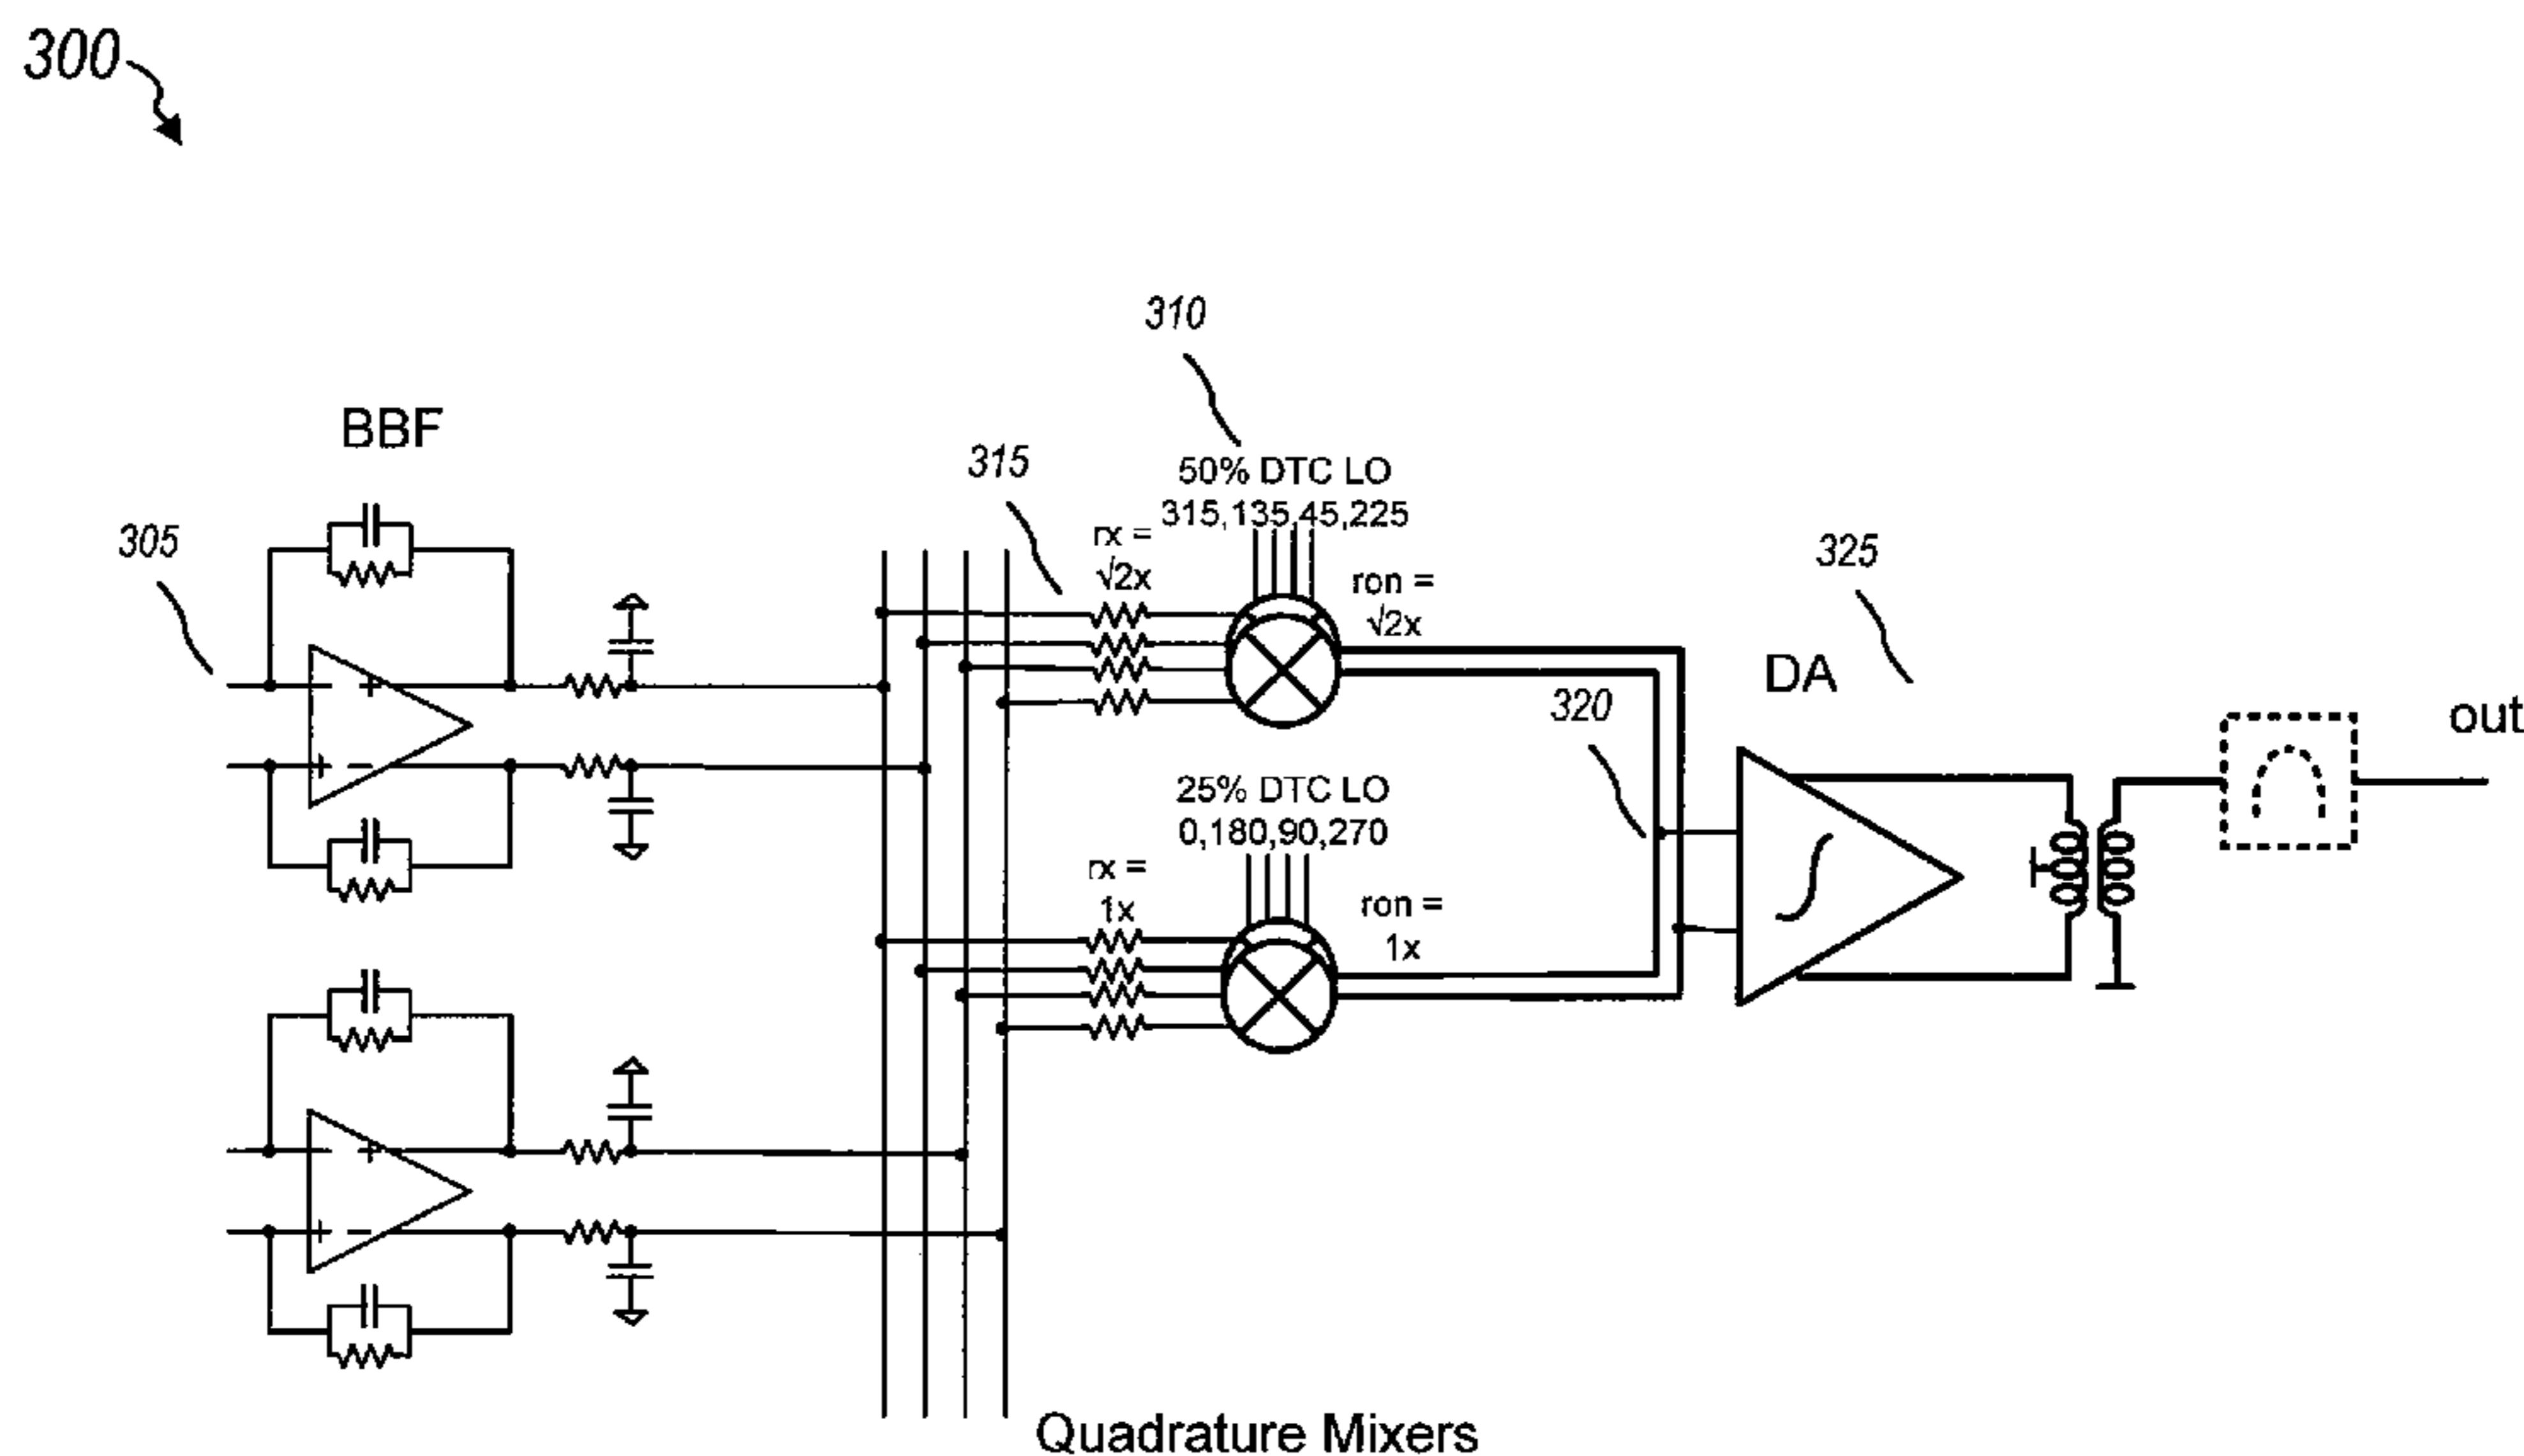 300
310
BBF
315
50% DTC LO
315,135,45,225
305
rx =
√2x
ron =
√2x
325
DA
320
out
25% DTC LO
0,180,90,270
rx =
1x
ron =
1x
Quadrature Mixers